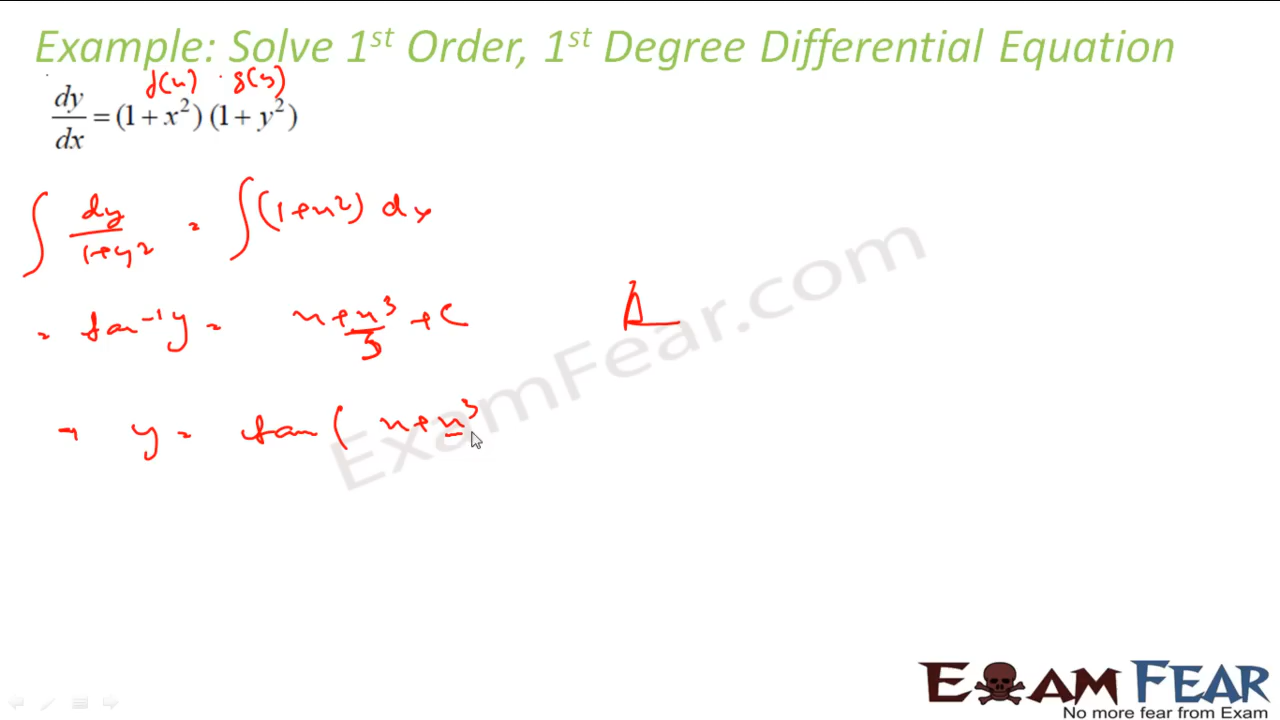 Example: Solve 1st Order, 1st Degree Differential Equation
f(x) · g(y)
dy/dx = (1 + x²) (1 + y²)
∫ dy/1+y² = ∫ (1+x²) dx
= tan⁻¹y = x + x³/3 + C
→ y = tan( x + x³
ExamFear.com
EXAM FEAR
No more fear from Exam